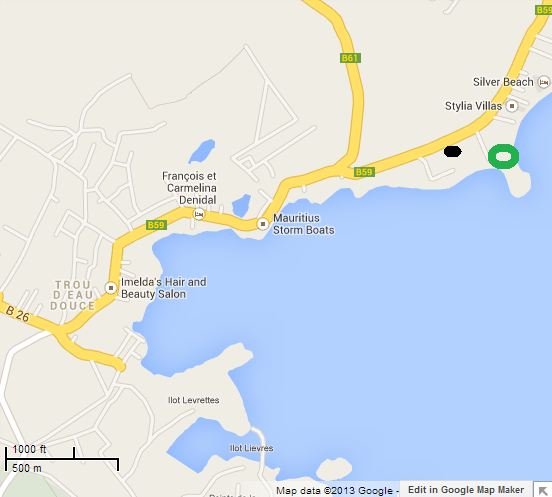 B59
B61
Silver Beach
Stylia Villas
B59
François et
Carmelina
Denidal
B59
Mauritius
Storm Boats
Imelda's Hair and
Beauty Salon
TROU
D'EAU
DOUCE
B 26
Ilot Levrettes
Ilot Lievres
1000 ft
500 m
Map data ©2013 Google -
Edit in Google Map Maker